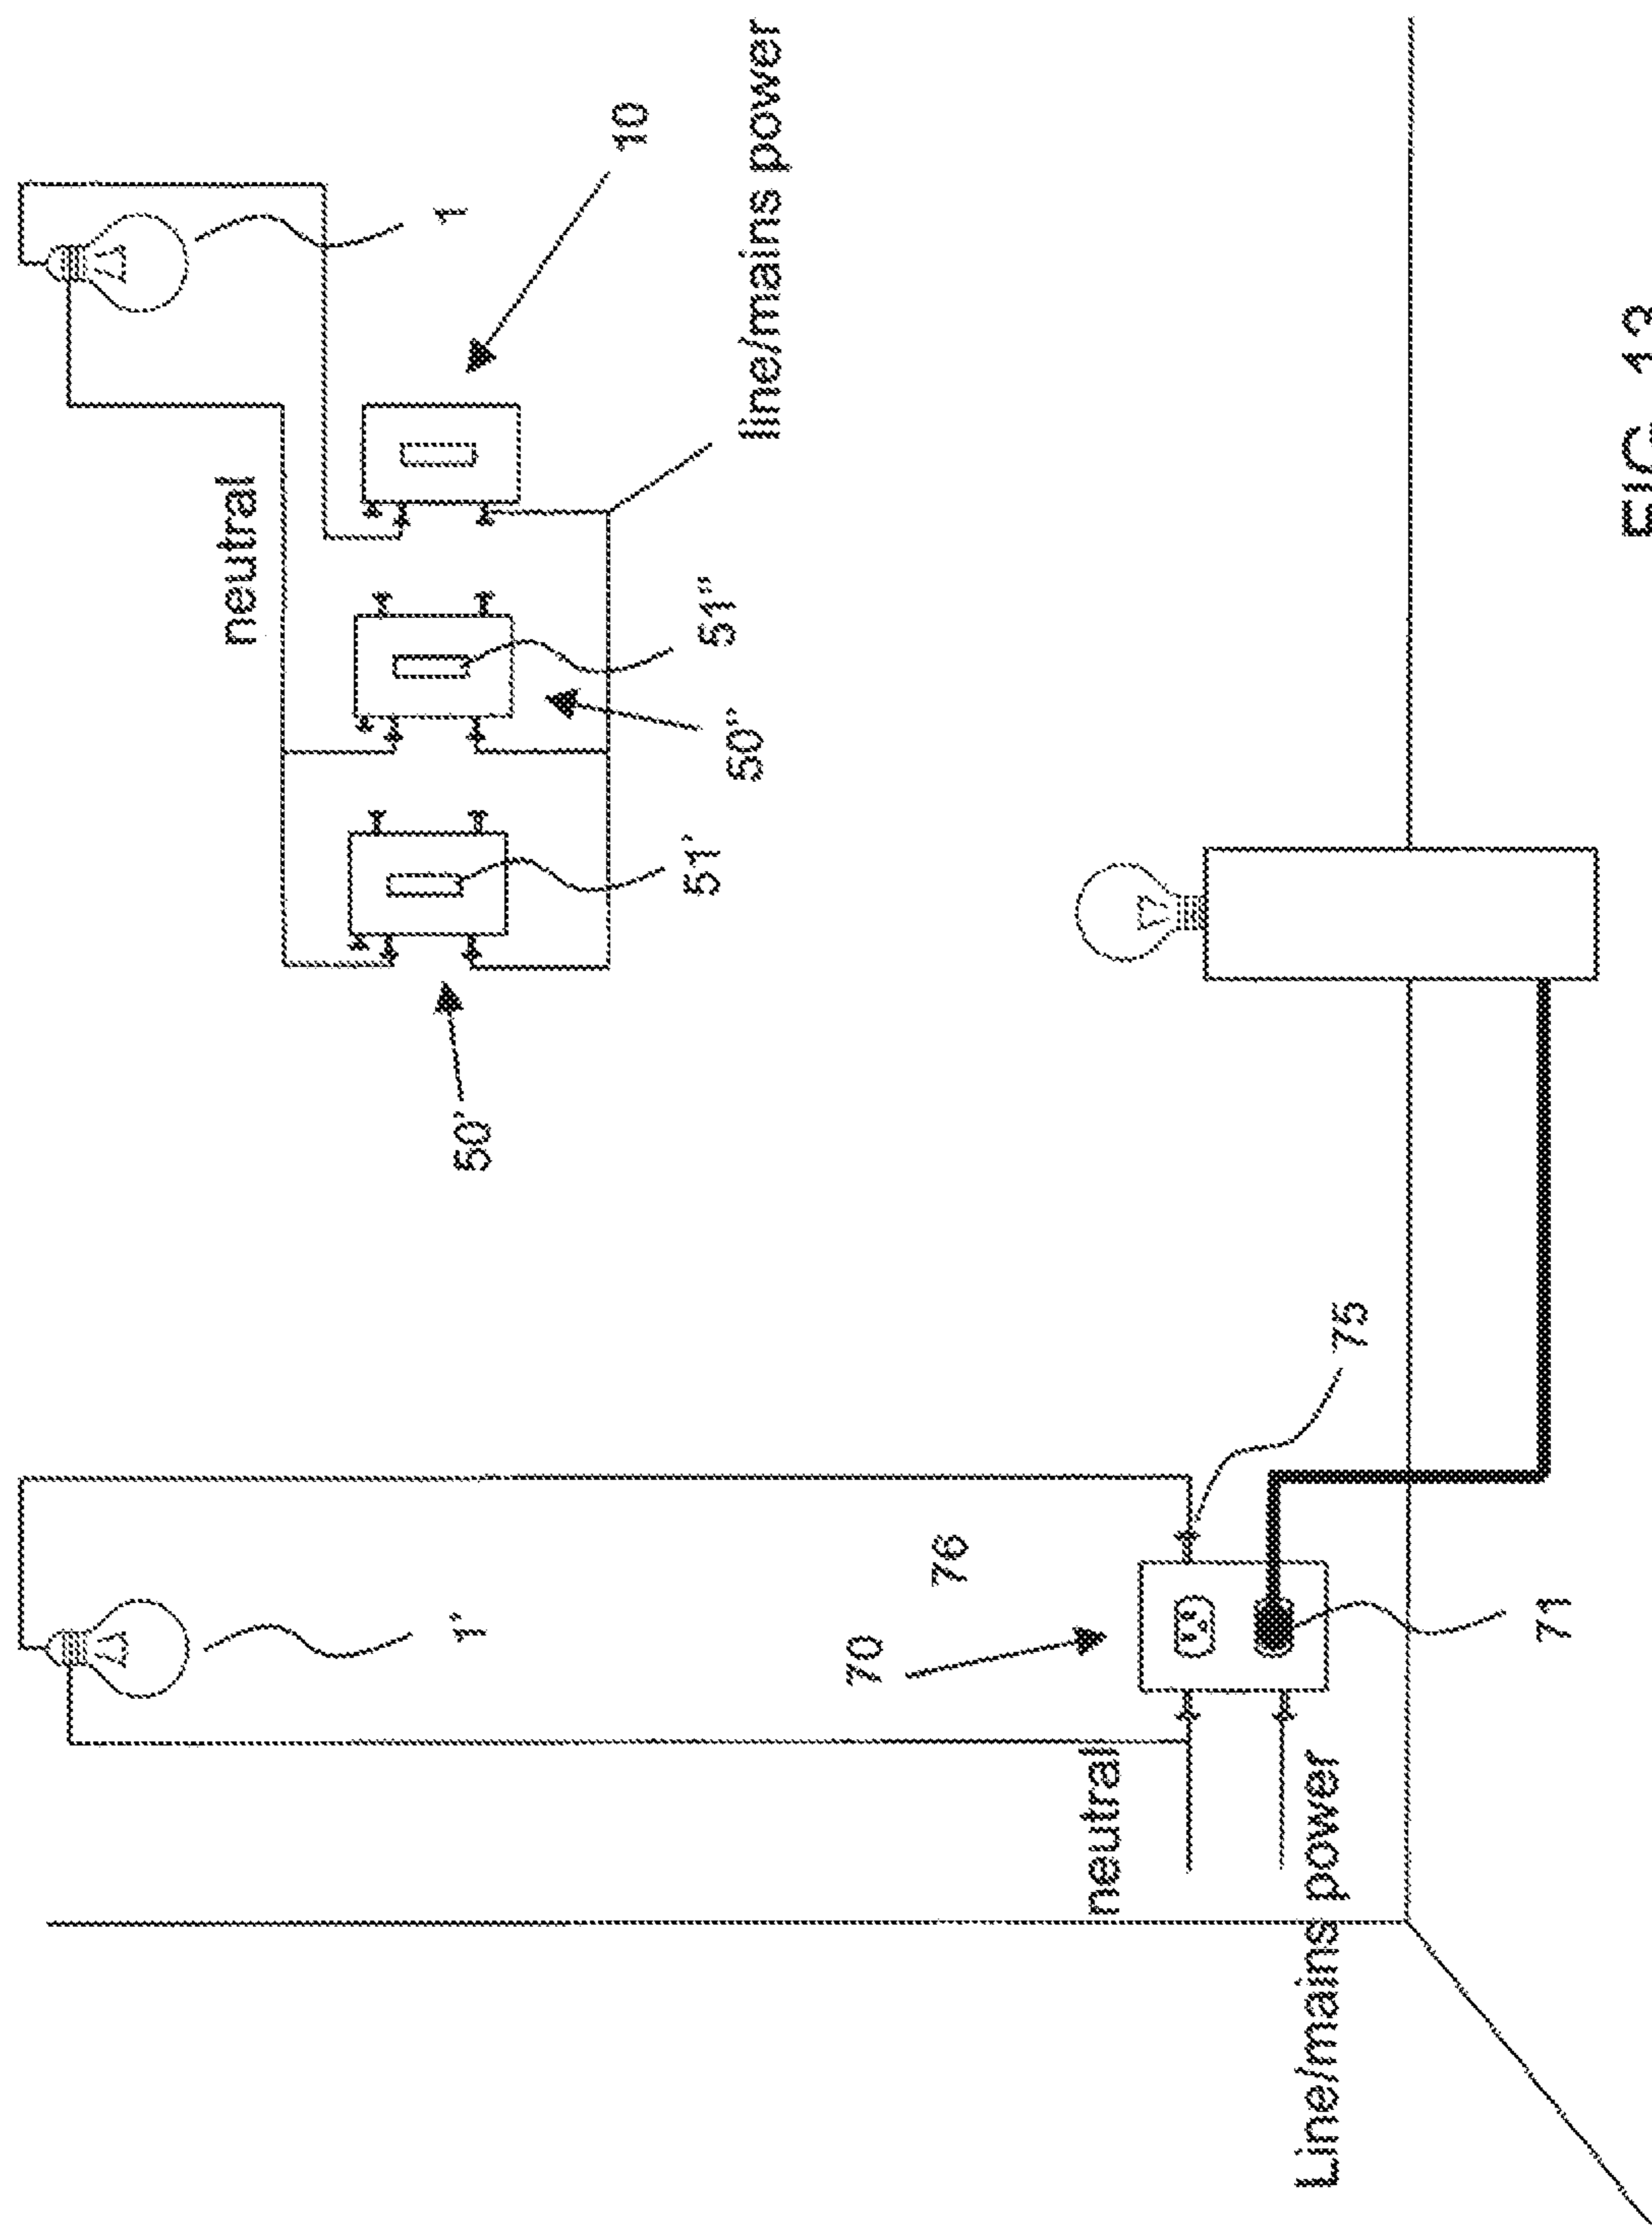 neutral
10
1
line/mains power
51"
50"
51'
50'
1'
70
76
75
neutral
71
Line/mains power
FIG. 13